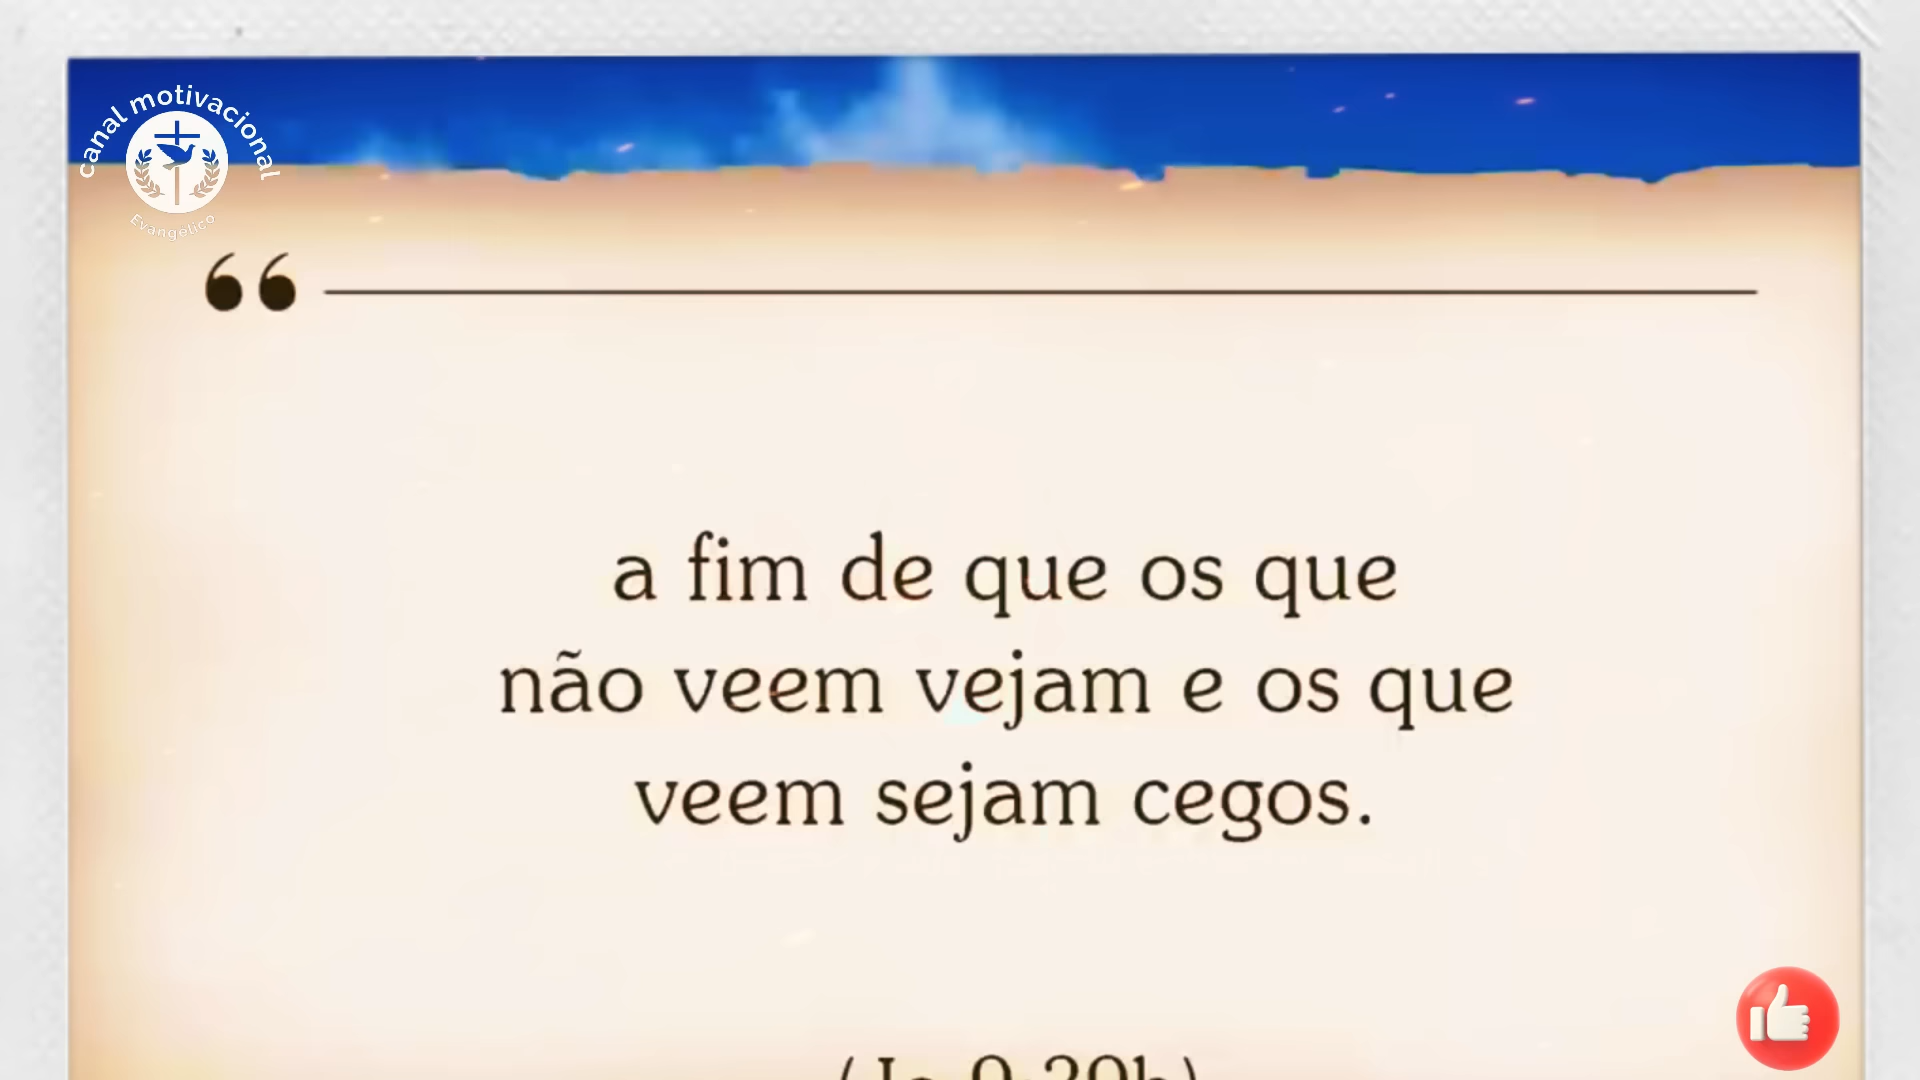 canal motivacional
Evangélico
“
a fim de que os que
não veem vejam e os que
veem sejam cegos.